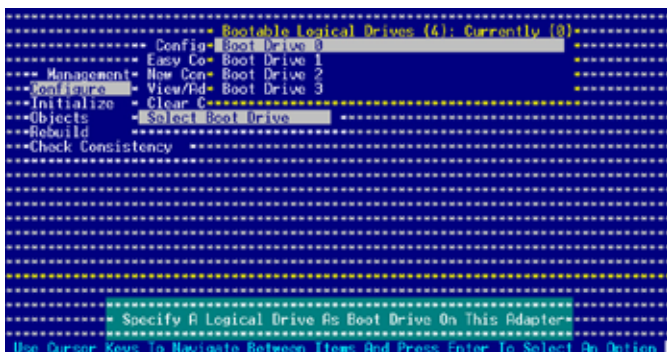 Bootable Logical Drives (4): Currently [0]
Config Boot Drive 0
Easy Co Boot Drive 1
Management New Con Boot Drive 2
Configure View/Ad Boot Drive 3
Initialize Clear C
Objects Select Boot Drive
Rebuild
Check Consistency
Specify A Logical Drive As Boot Drive On This Adapter
Use Cursor Keys To Navigate Between Items And Press Enter To Select An Option